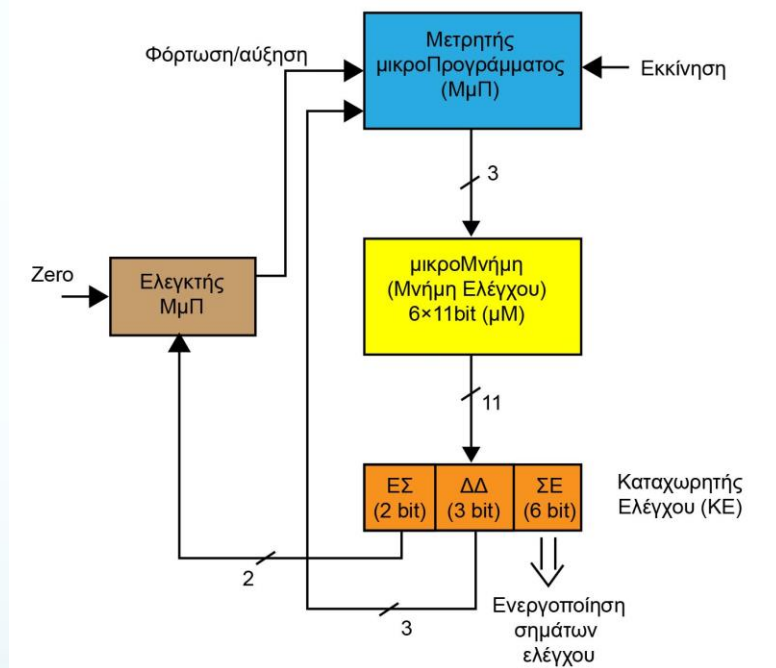 Μετρητής
μικροΠρογράμματος
(ΜμΠ)
Φόρτωση/αύξηση
Εκκίνηση
3
Zero
Ελεγκτής
ΜμΠ
μικροΜνήμη
(Μνήμη Ελέγχου)
6×11bit (μΜ)
11
ΕΣ
(2 bit)
ΔΔ
(3 bit)
ΣΕ
(6 bit)
Καταχωρητής
Ελέγχου (ΚΕ)
2
3
Ενεργοποίηση
σημάτων
ελέγχου